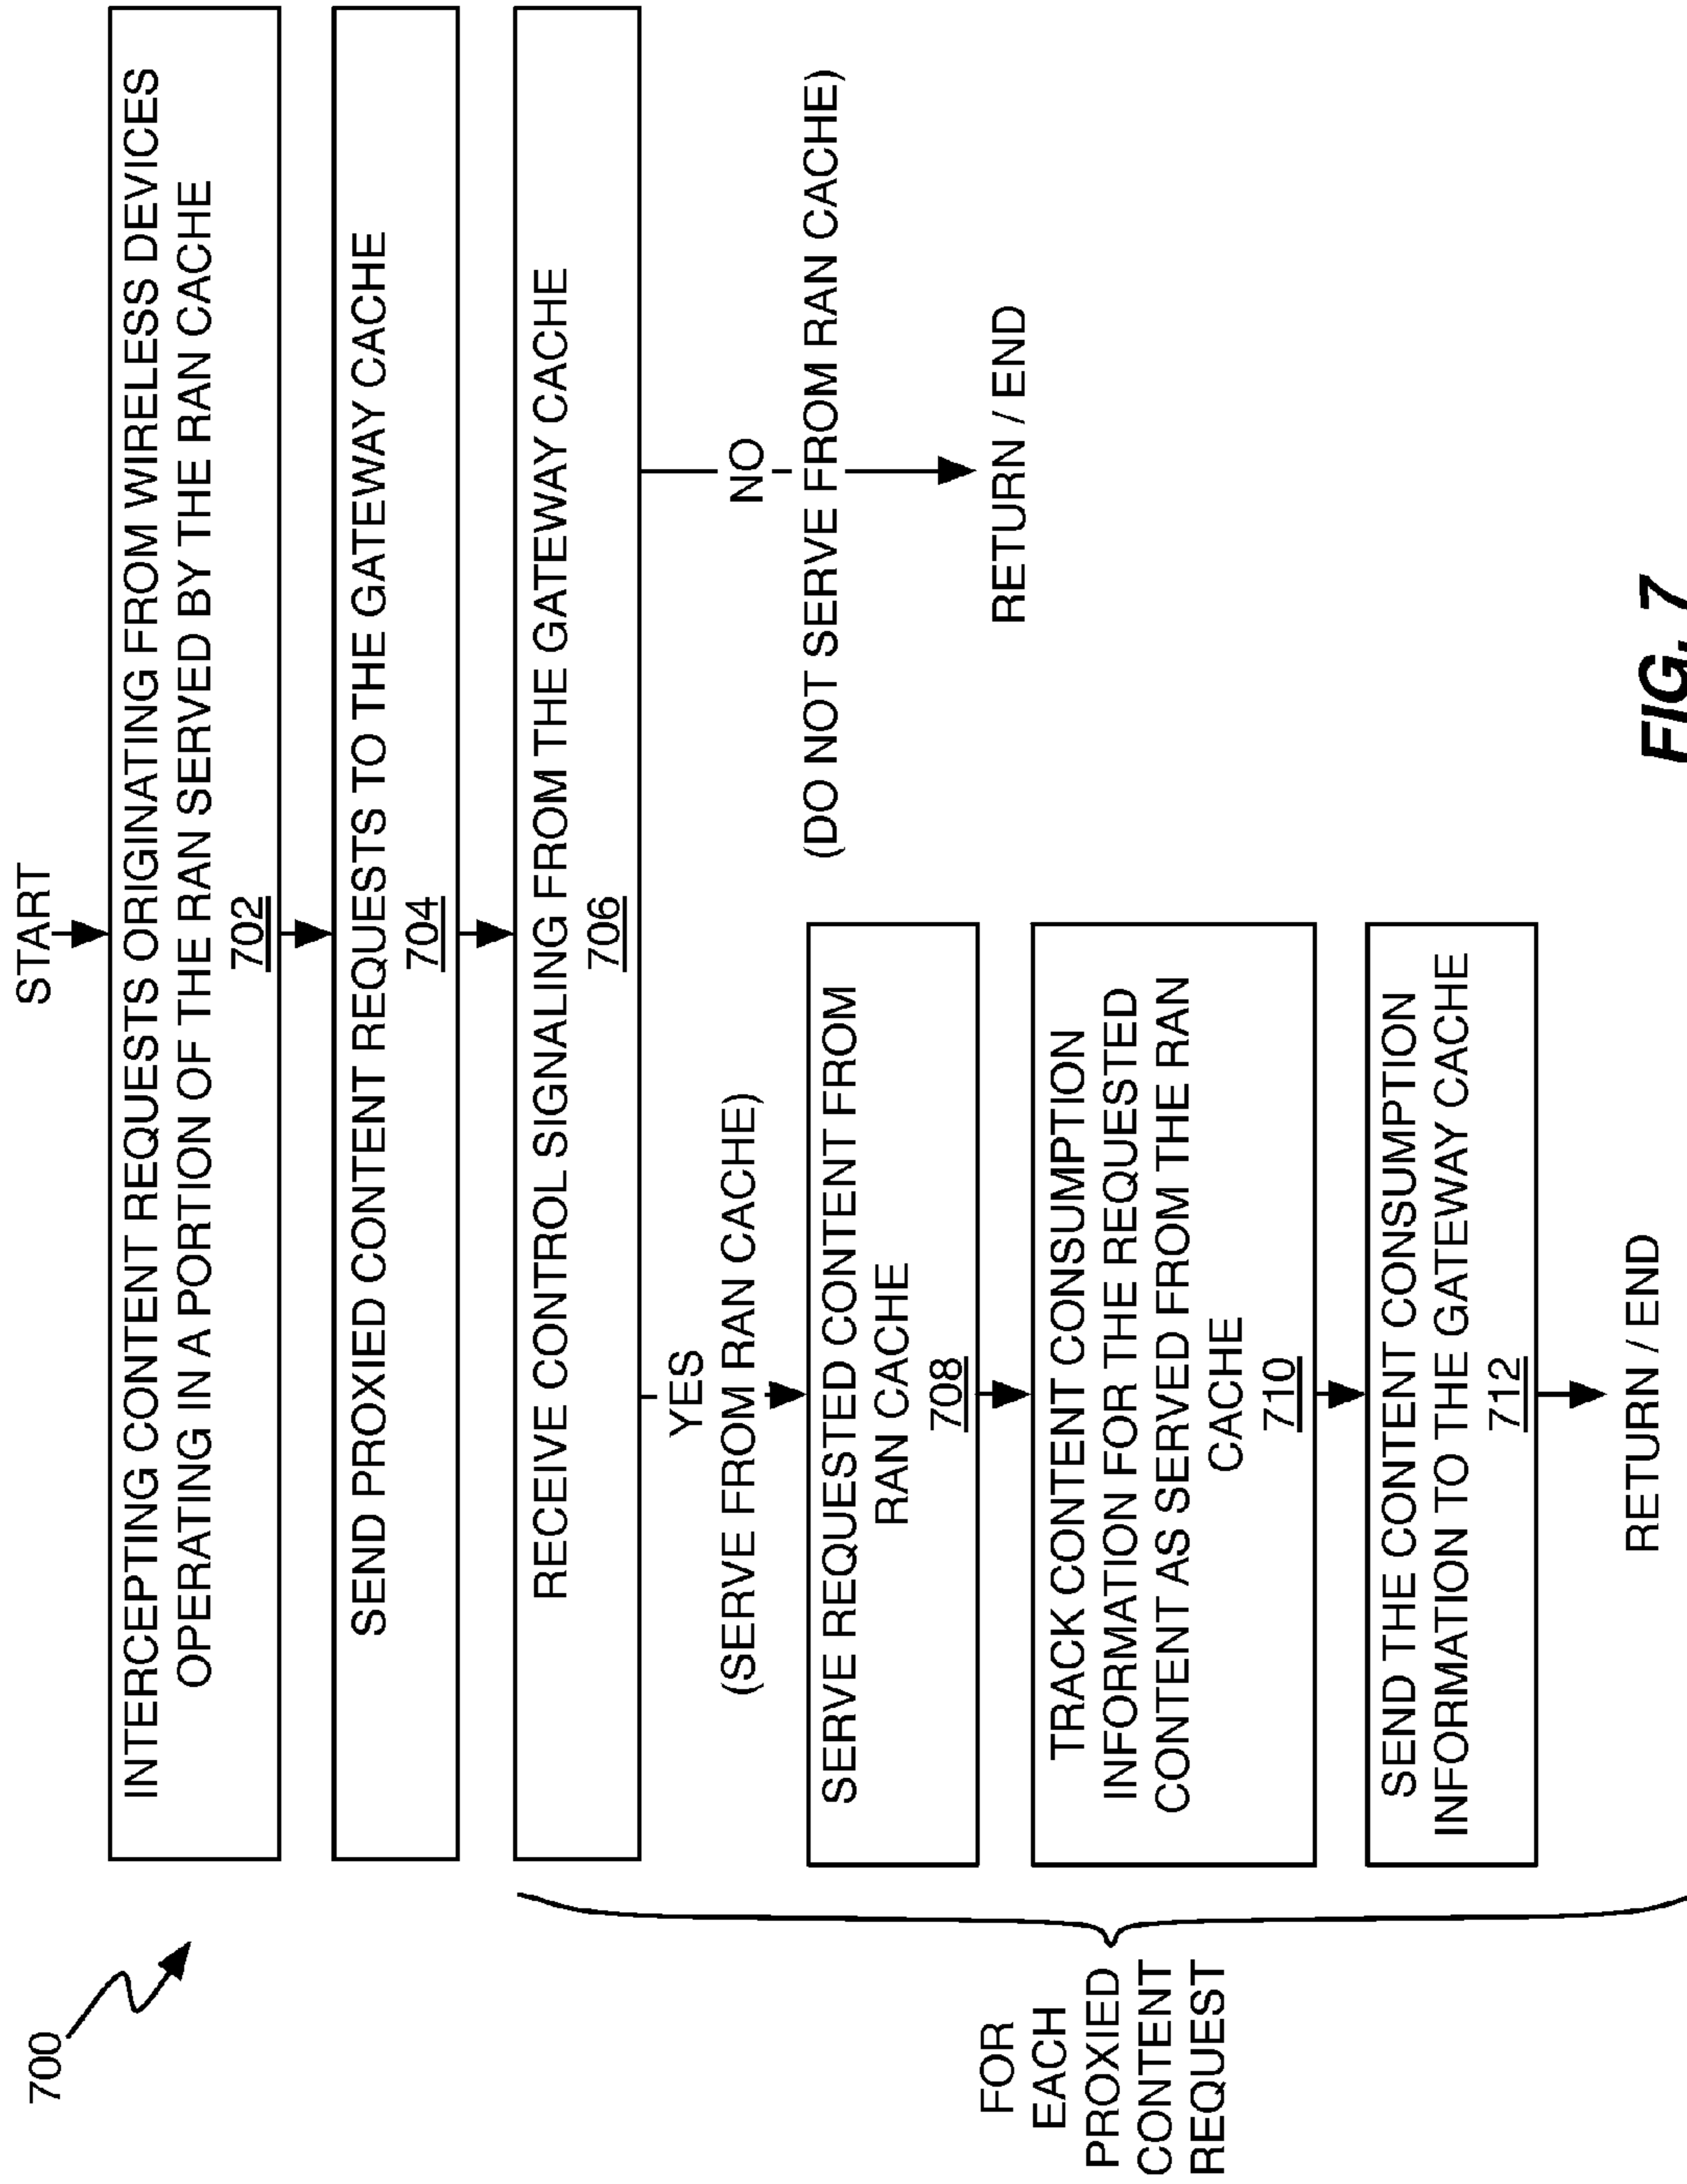 700
START
INTERCEPTING CONTENT REQUESTS ORIGINATING FROM WIRELESS DEVICES
OPERATING IN A PORTION OF THE RAN SERVED BY THE RAN CACHE
702
SEND PROXIED CONTENT REQUESTS TO THE GATEWAY CACHE
704
RECEIVE CONTROL SIGNALING FROM THE GATEWAY CACHE
706
YES
(SERVE FROM RAN CACHE)
NO
(DO NOT SERVE FROM RAN CACHE)
RETURN / END
FOR
EACH
PROXIED
CONTENT
REQUEST
SERVE REQUESTED CONTENT FROM
RAN CACHE
708
TRACK CONTENT CONSUMPTION
INFORMATION FOR THE REQUESTED
CONTENT AS SERVED FROM THE RAN
CACHE
710
SEND THE CONTENT CONSUMPTION
INFORMATION TO THE GATEWAY CACHE
712
RETURN / END
FIG. 7